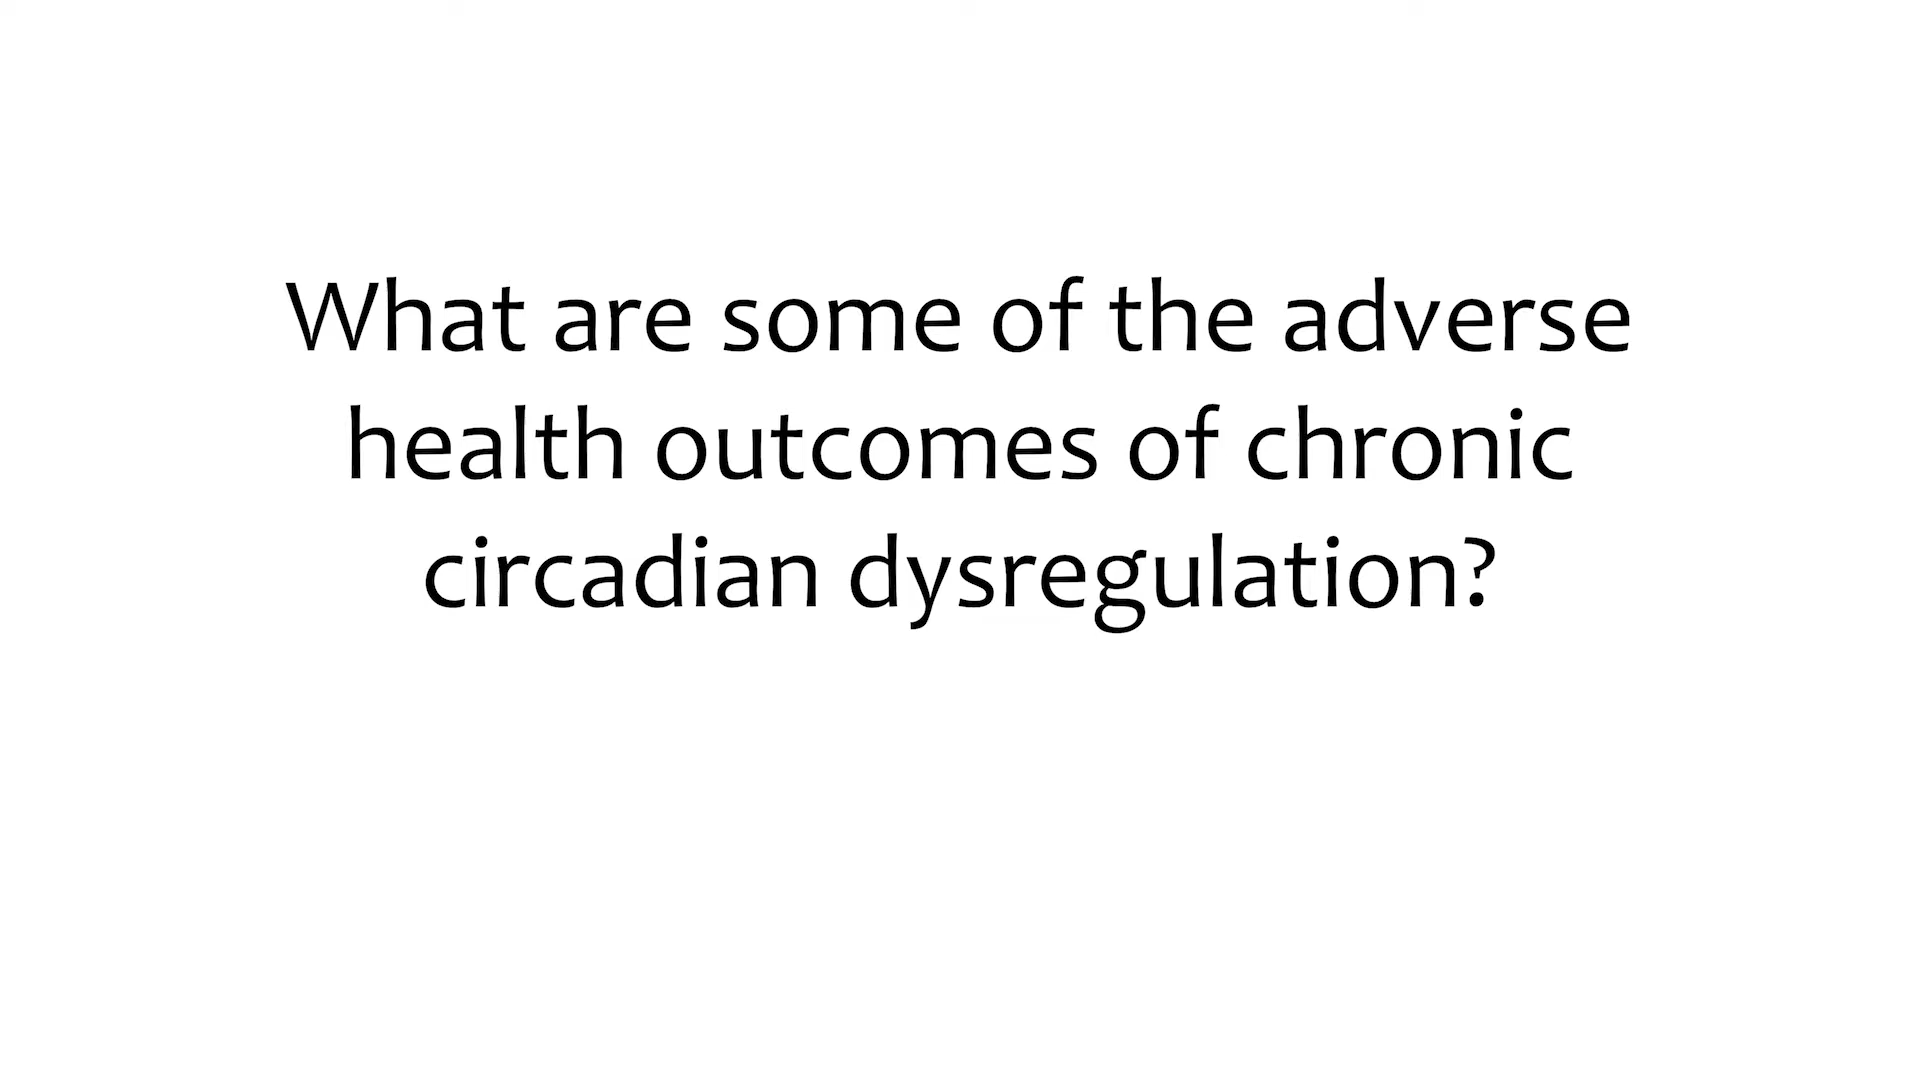 What are some of the adverse
health outcomes of chronic
circadian dysregulation?